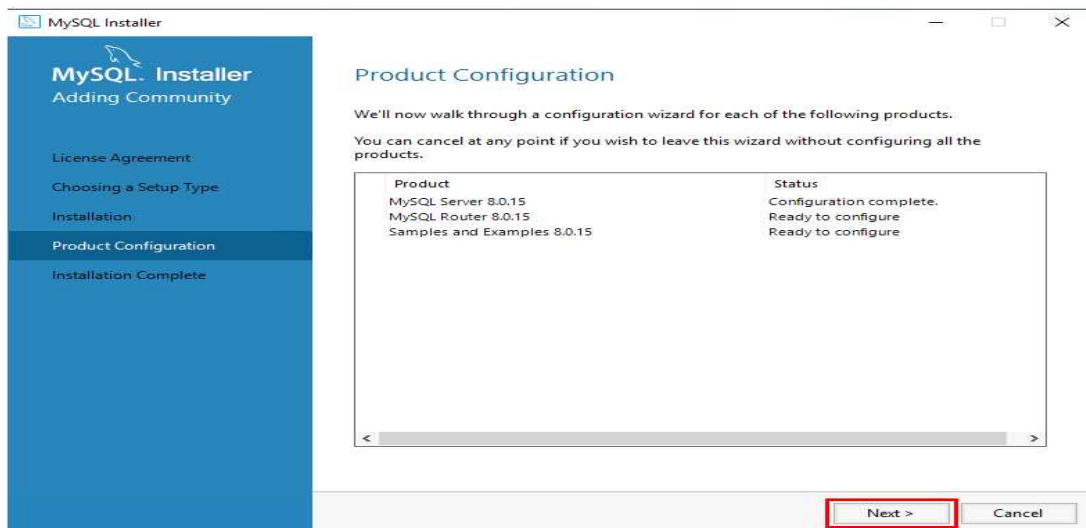 MySQL Installer
MySQL. Installer
Adding Community
License Agreement
Choosing a Setup Type
Installation
Product Configuration
Installation Complete
Product Configuration
We'll now walk through a configuration wizard for each of the following products.
You can cancel at any point if you wish to leave this wizard without configuring all the
products.
Product Status
MySQL Server 8.0.15 Configuration complete.
MySQL Router 8.0.15 Ready to configure
Samples and Examples 8.0.15 Ready to configure
Next > Cancel